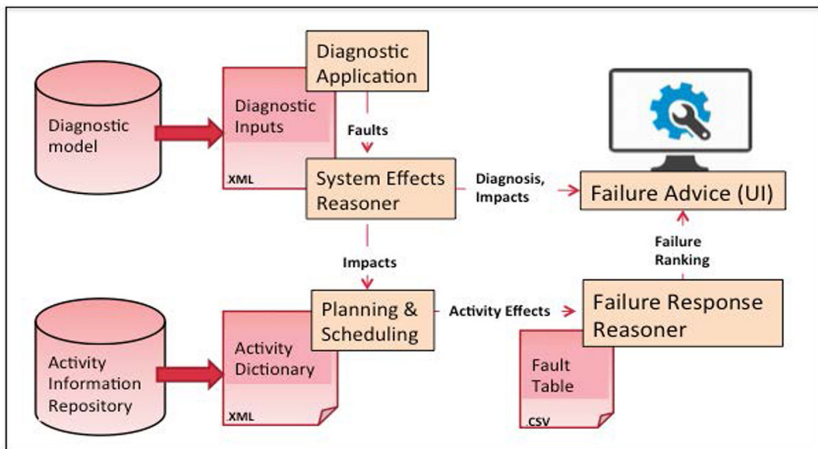 Diagnostic
model
Diagnostic
Inputs
.XML
Diagnostic
Application
Faults
System Effects
Reasoner
Diagnosis,
Impacts
Failure Advice (UI)
Impacts
Failure
Ranking
Activity
Information
Repository
Activity
Dictionary
.XML
Planning &
Scheduling
Activity Effects
Failure Response
Reasoner
Fault
Table
.CSV